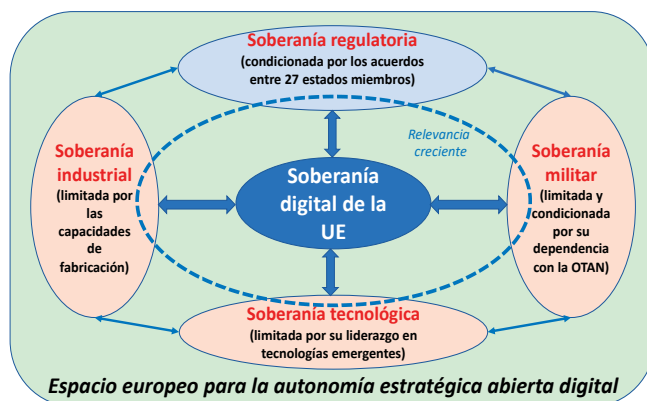 Soberanía regulatoria
(condicionada por los acuerdos
entre 27 estados miembros)
Relevancia
creciente
Soberanía
industrial
(limitada por
las
capacidades
de
fabricación)
Soberanía
digital de la
UE
Soberanía
militar
(limitada y
condicionada
por su
dependencia
con la OTAN)
Soberanía tecnológica
(limitada por su liderazgo en
tecnologías emergentes)
Espacio europeo para la autonomía estratégica abierta digital